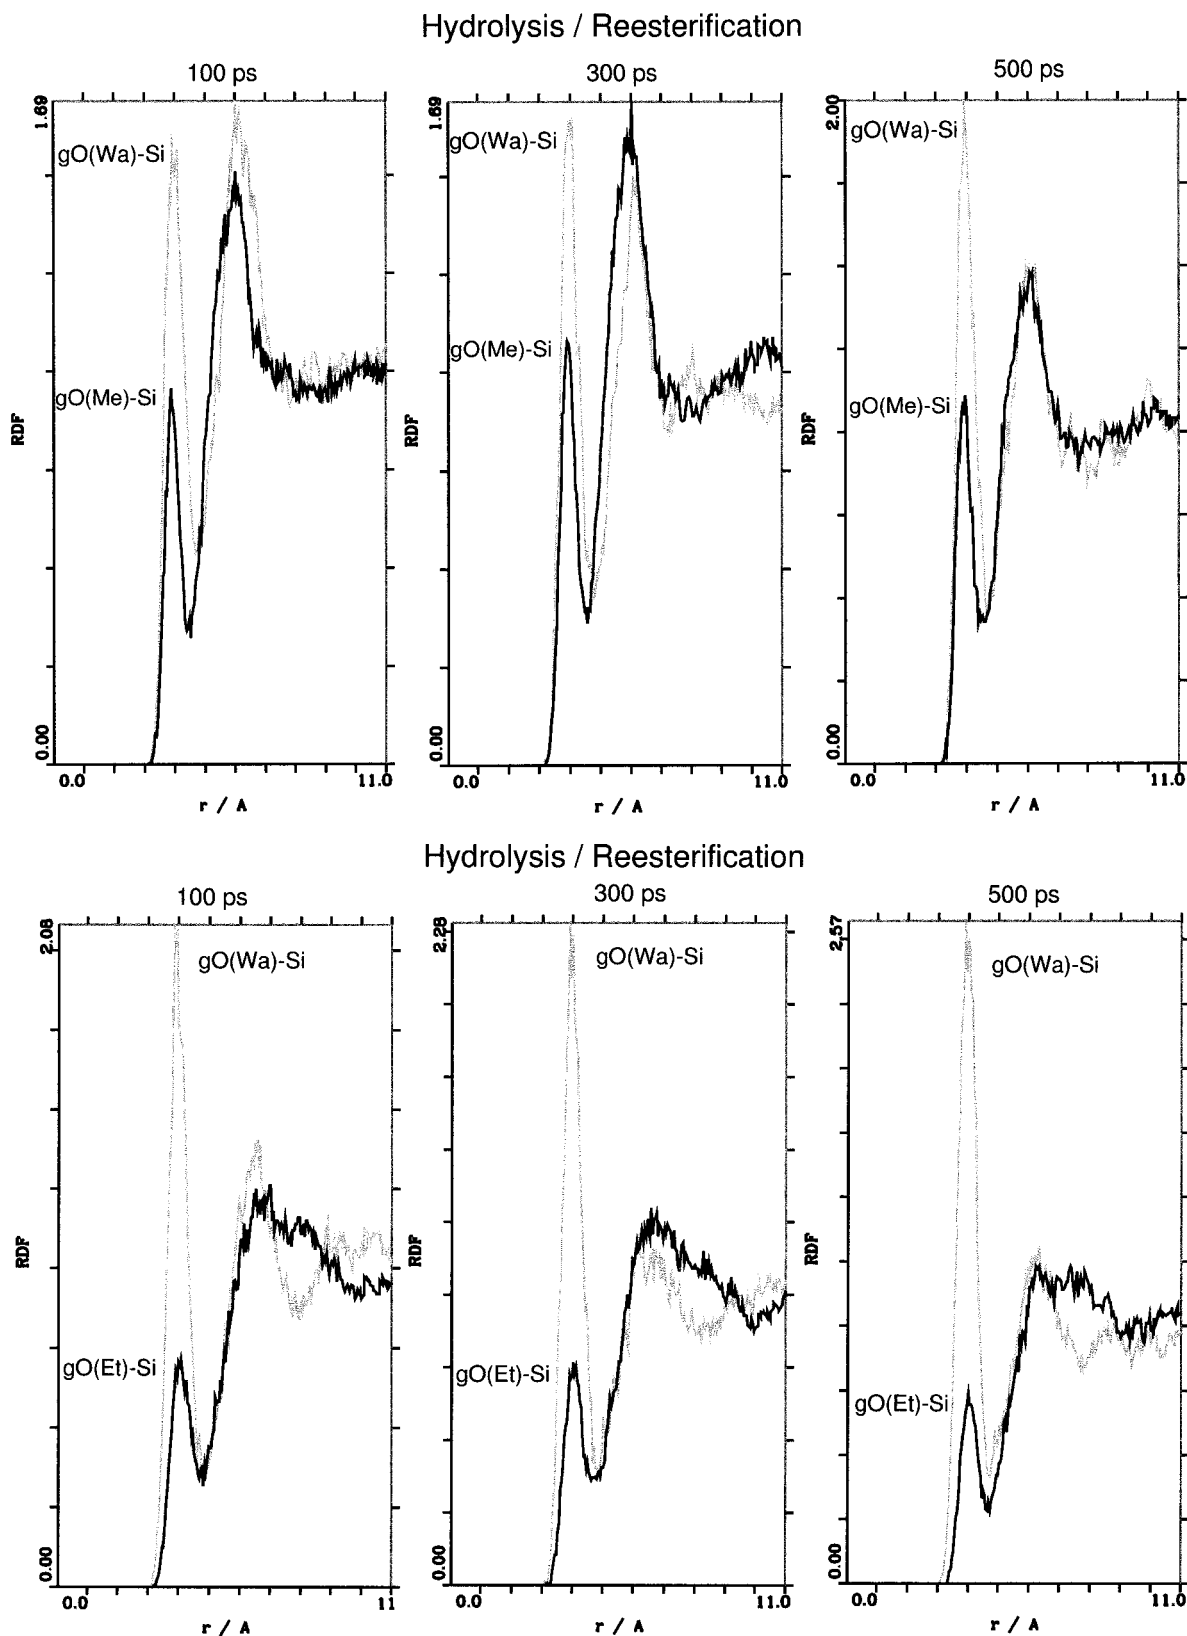 Hydrolysis / Reesterification
100 ps
300 ps
500 ps
1.69
gO(Wa)-Si
gO(Me)-Si
RDF
0.00
0.0
11.0
r / A
1.69
gO(Wa)-Si
gO(Me)-Si
RDF
0.00
0.0
11.0
r / A
2.00
gO(Wa)-Si
gO(Me)-Si
RDF
0.00
0.0
11.0
r / A
Hydrolysis / Reesterification
100 ps
300 ps
500 ps
2.08
gO(Wa)-Si
RDF
gO(Et)-Si
0.00
0.0
11
r / A
2.28
gO(Wa)-Si
RDF
gO(Et)-Si
0.00
0.0
11.0
r / A
2.57
gO(Wa)-Si
RDF
gO(Et)-Si
0.00
0.0
11.0
r / A